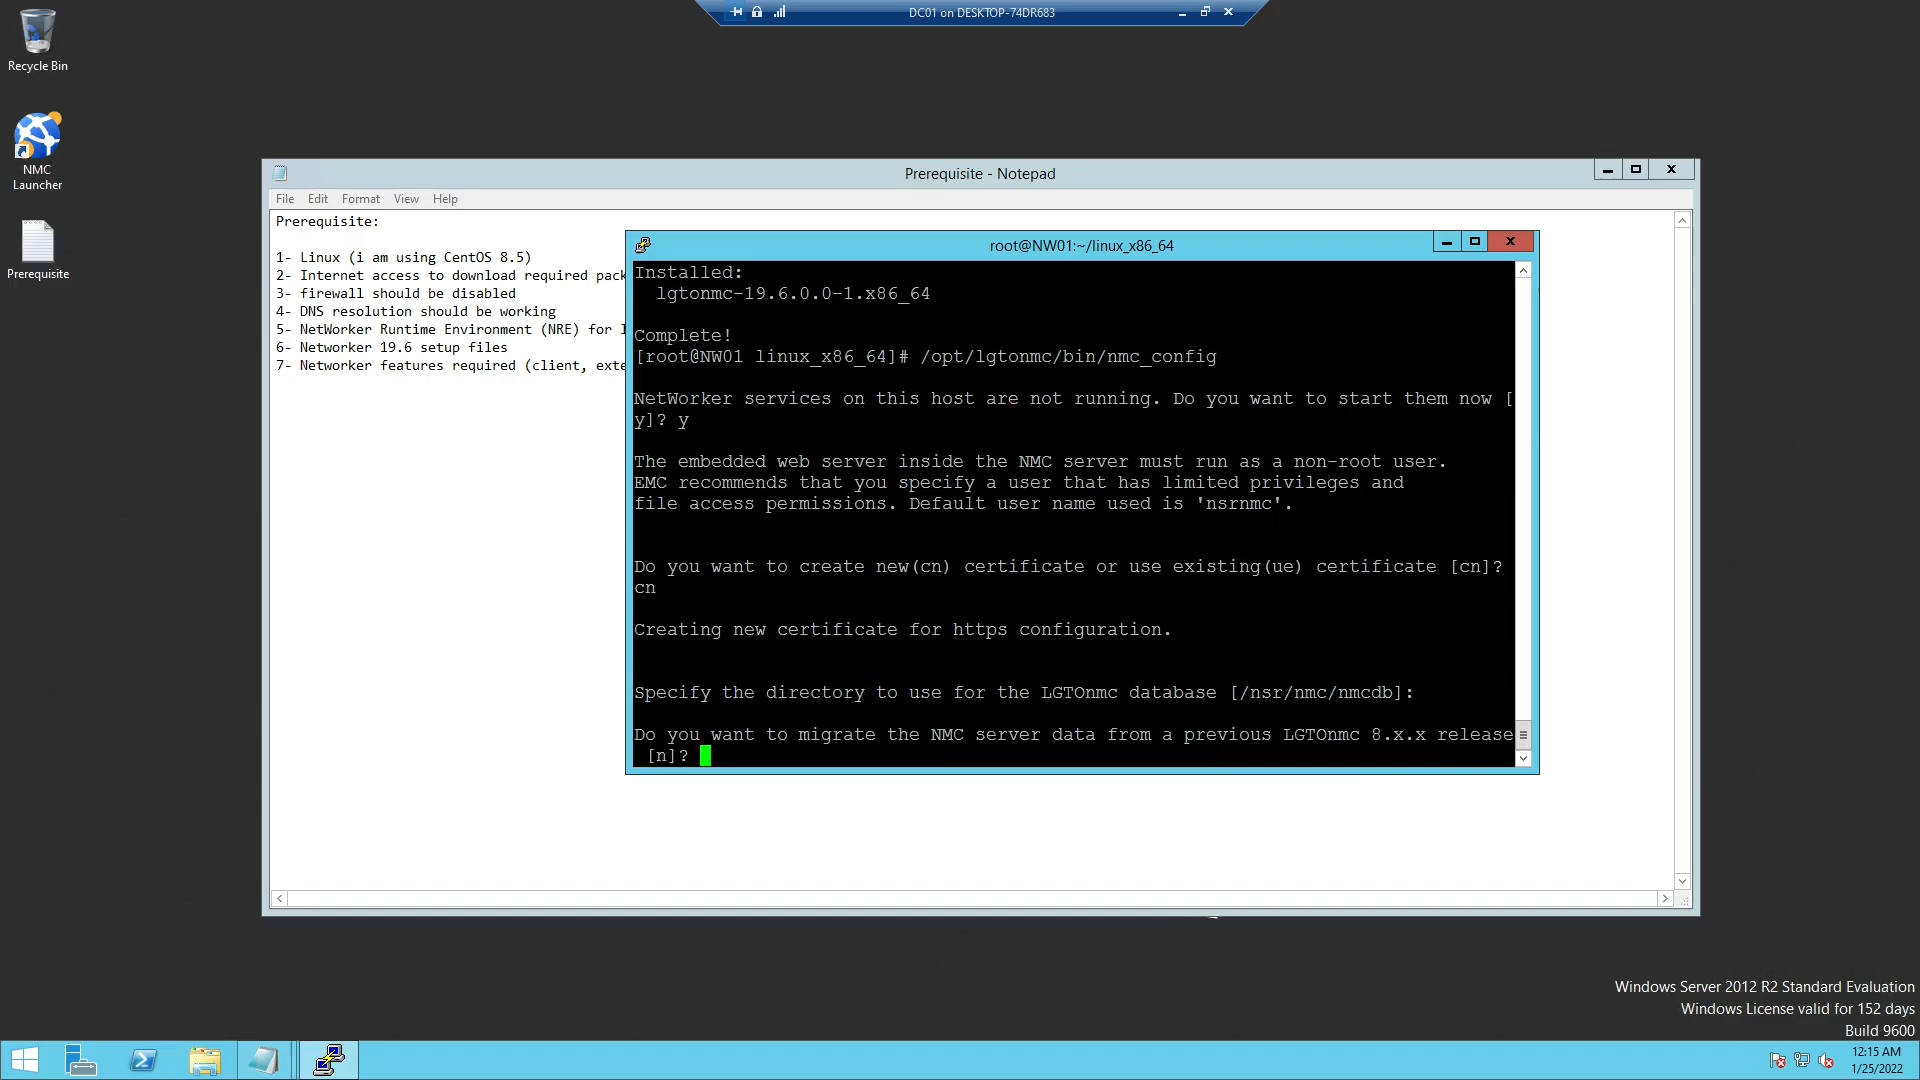 DC01 on DESKTOP-74DR683
Recycle Bin
NMC
Launcher
Prerequisite
Prerequisite - Notepad
File Edit Format View Help
Prerequisite:
1- Linux (i am using CentOS 8.5)
2- Internet access to download required pack
3- firewall should be disabled
4- DNS resolution should be working
5- NetWorker Runtime Environment (NRE) for l
6- Networker 19.6 setup files
7- Networker features required (client, exte
root@NW01:~/linux_x86_64
Installed:
lgtonmc-19.6.0.0-1.x86_64
Complete!
[root@NW01 linux_x86_64]# /opt/lgtonmc/bin/nmc_config
NetWorker services on this host are not running. Do you want to start them now [
y]? y
The embedded web server inside the NMC server must run as a non-root user.
EMC recommends that you specify a user that has limited privileges and
file access permissions. Default user name used is 'nsrnmc'.
Do you want to create new(cn) certificate or use existing(ue) certificate [cn]?
cn
Creating new certificate for https configuration.
Specify the directory to use for the LGTOnmc database [/nsr/nmc/nmcdb]:
Do you want to migrate the NMC server data from a previous LGTOnmc 8.x.x release
[n]?
Windows Server 2012 R2 Standard Evaluation
Windows License valid for 152 days
Build 9600
12:15 AM
1/25/2022